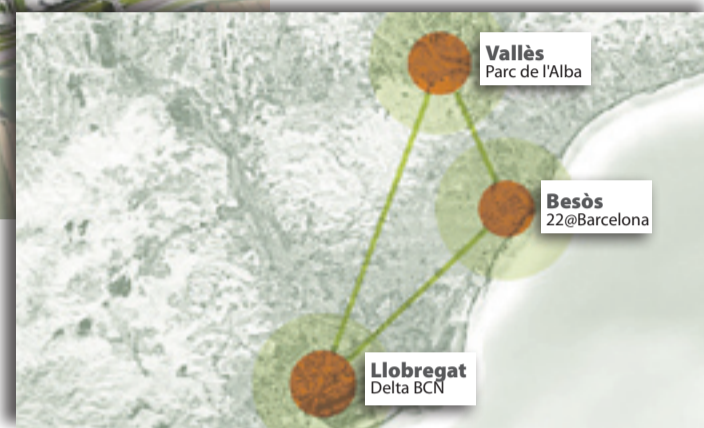 Vallès
Parc de l'Alba
Besòs
22@Barcelona
Llobregat
Delta BCN